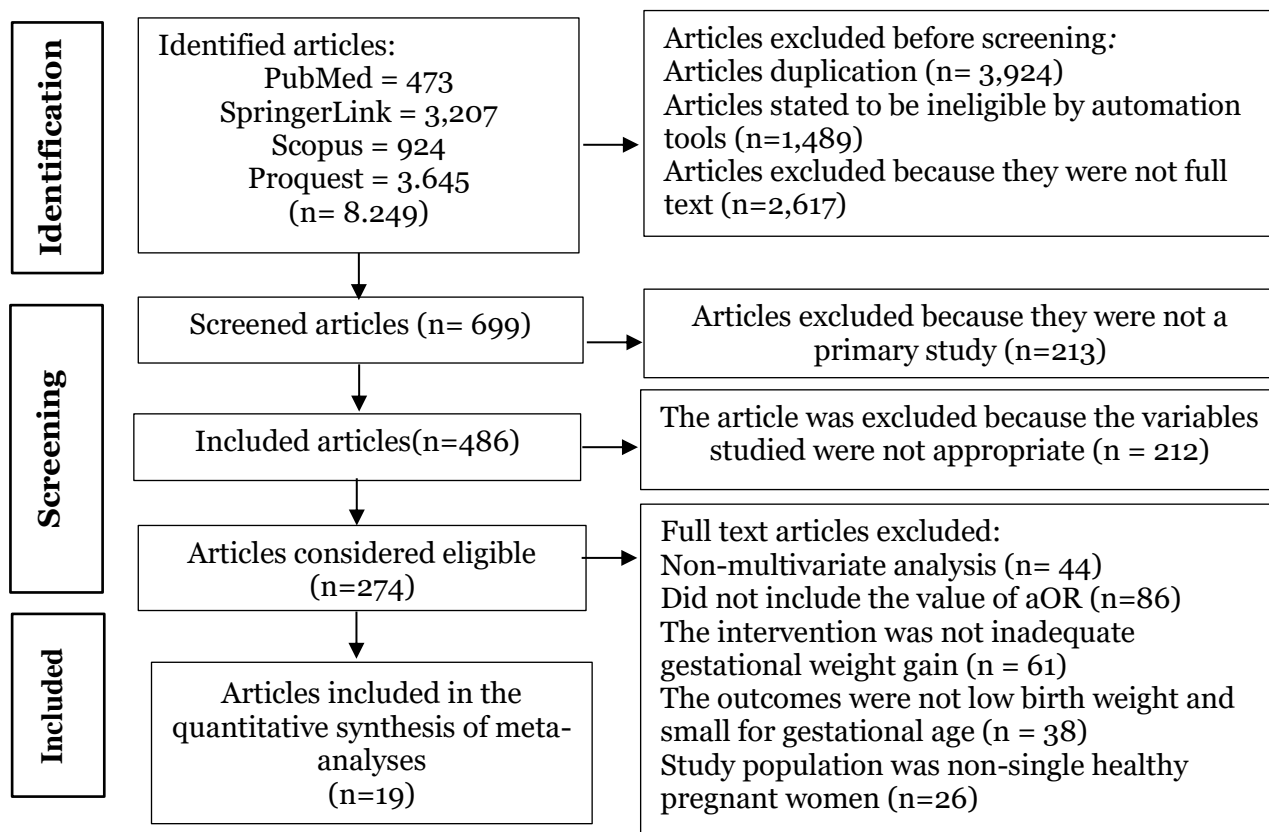 Identification
Identified articles:
PubMed = 473
SpringerLink = 3,207
Scopus = 924
Proquest = 3.645
(n= 8.249)
Articles excluded before screening:
Articles duplication (n= 3,924)
Articles stated to be ineligible by automation
tools (n=1,489)
Articles excluded because they were not full
text (n=2,617)
Screening
Screened articles (n= 699)
Articles excluded because they were not a
primary study (n=213)
Included articles(n=486)
The article was excluded because the variables
studied were not appropriate (n = 212)
Articles considered eligible
(n=274)
Full text articles excluded:
Non-multivariate analysis (n= 44)
Did not include the value of aOR (n=86)
The intervention was not inadequate
gestational weight gain (n = 61)
The outcomes were not low birth weight and
small for gestational age (n = 38)
Study population was non-single healthy
pregnant women (n=26)
Included
Articles included in the
quantitative synthesis of meta-
analyses
(n=19)